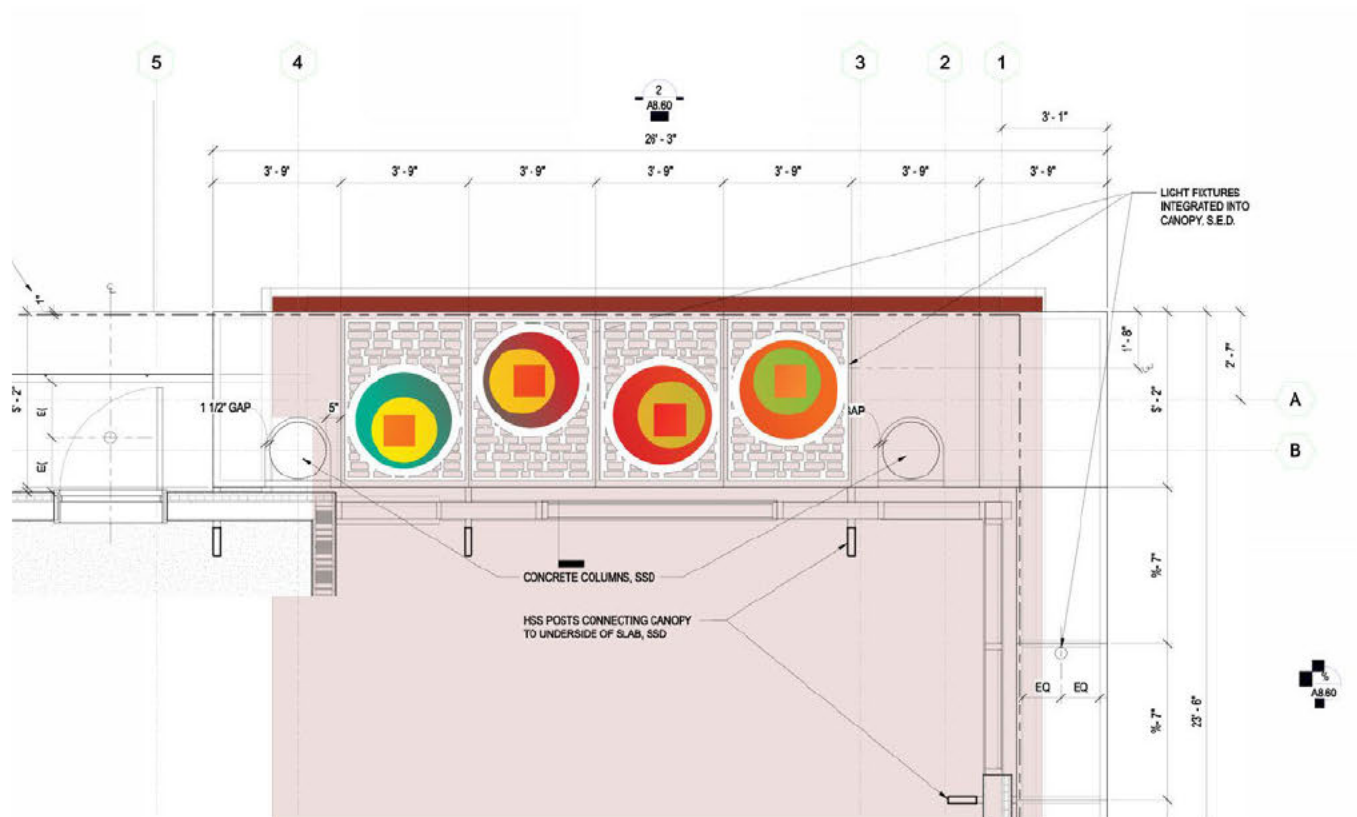 5
4
3
2
1
2
A8.60
3' - 1"
26' - 3"
3' - 9"
3' - 9"
3' - 9"
3' - 9"
3' - 9"
3' - 9"
3' - 9"
LIGHT FIXTURES
INTEGRATED INTO
CANOPY, S.E.D.
1"
1' - 8"
2' - 7"
5' - 2"
5' - 2"
A
B
1 1/2" GAP
5"
GAP
E(
E(
CONCRETE COLUMNS, SSD
HSS POSTS CONNECTING CANOPY
TO UNDERSIDE OF SLAB, SSD
%- 7"
EQ
EQ
%
A8.60
%- 7"
23' - 6"